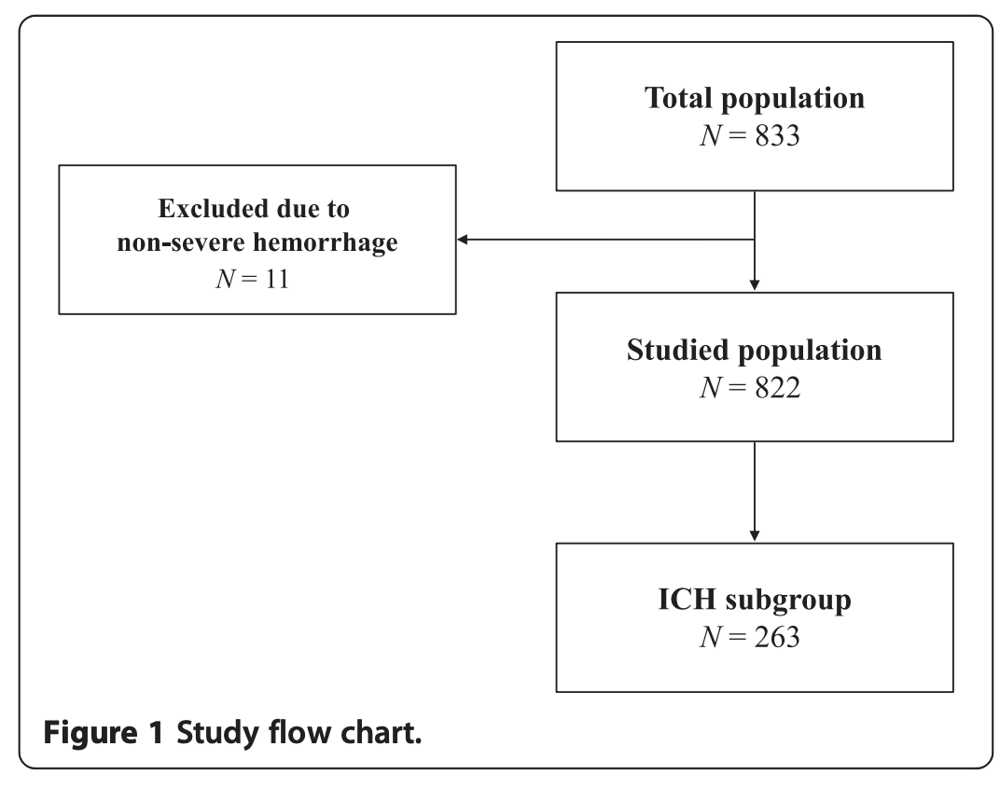 Total population
N = 833
Excluded due to
non-severe hemorrhage
N = 11
Studied population
N = 822
ICH subgroup
N = 263
Figure 1 Study flow chart.